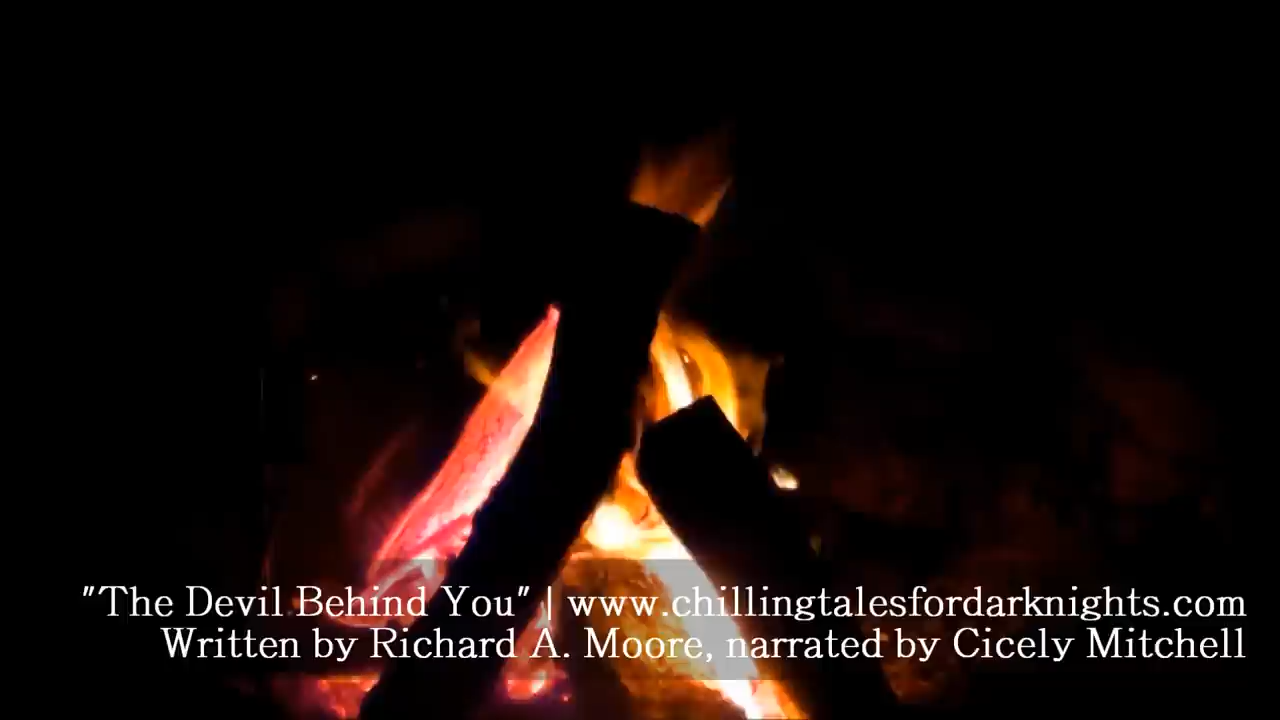 "The Devil Behind You" | www.chillingtalesfordarknights.com
Written by Richard A. Moore, narrated by Cicely Mitchell